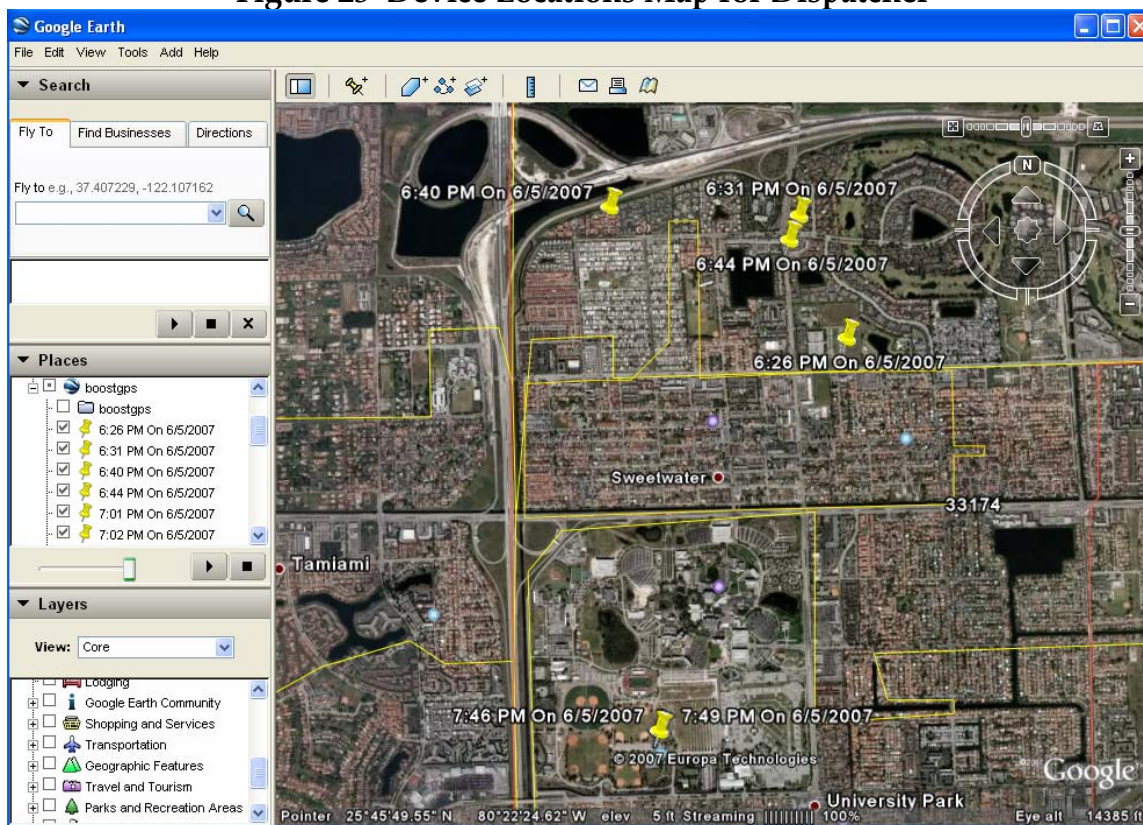 Figure 25 Device Locations Map for Dispatcher
Google Earth
File Edit View Tools Add Help
Search
Fly To Find Businesses Directions
Fly to e.g., 37.407229, -122.107162
Places
boostgps
boostgps
6:26 PM On 6/5/2007
6:31 PM On 6/5/2007
6:40 PM On 6/5/2007
6:44 PM On 6/5/2007
7:01 PM On 6/5/2007
7:02 PM On 6/5/2007
Layers
View: Core
Lodging
Google Earth Community
Shopping and Services
Transportation
Geographic Features
Travel and Tourism
Parks and Recreation Areas
N
6:40 PM On 6/5/2007
6:31 PM On 6/5/2007
6:44 PM On 6/5/2007
6:26 PM On 6/5/2007
Sweetwater
33174
Tamiami
7:46 PM On 6/5/2007
7:49 PM On 6/5/2007
© 2007 Europa Technologies
Google
University Park
Pointer 25°45'49.55" N 80°22'24.62" W elev 5 ft Streaming 100% Eye alt 14385